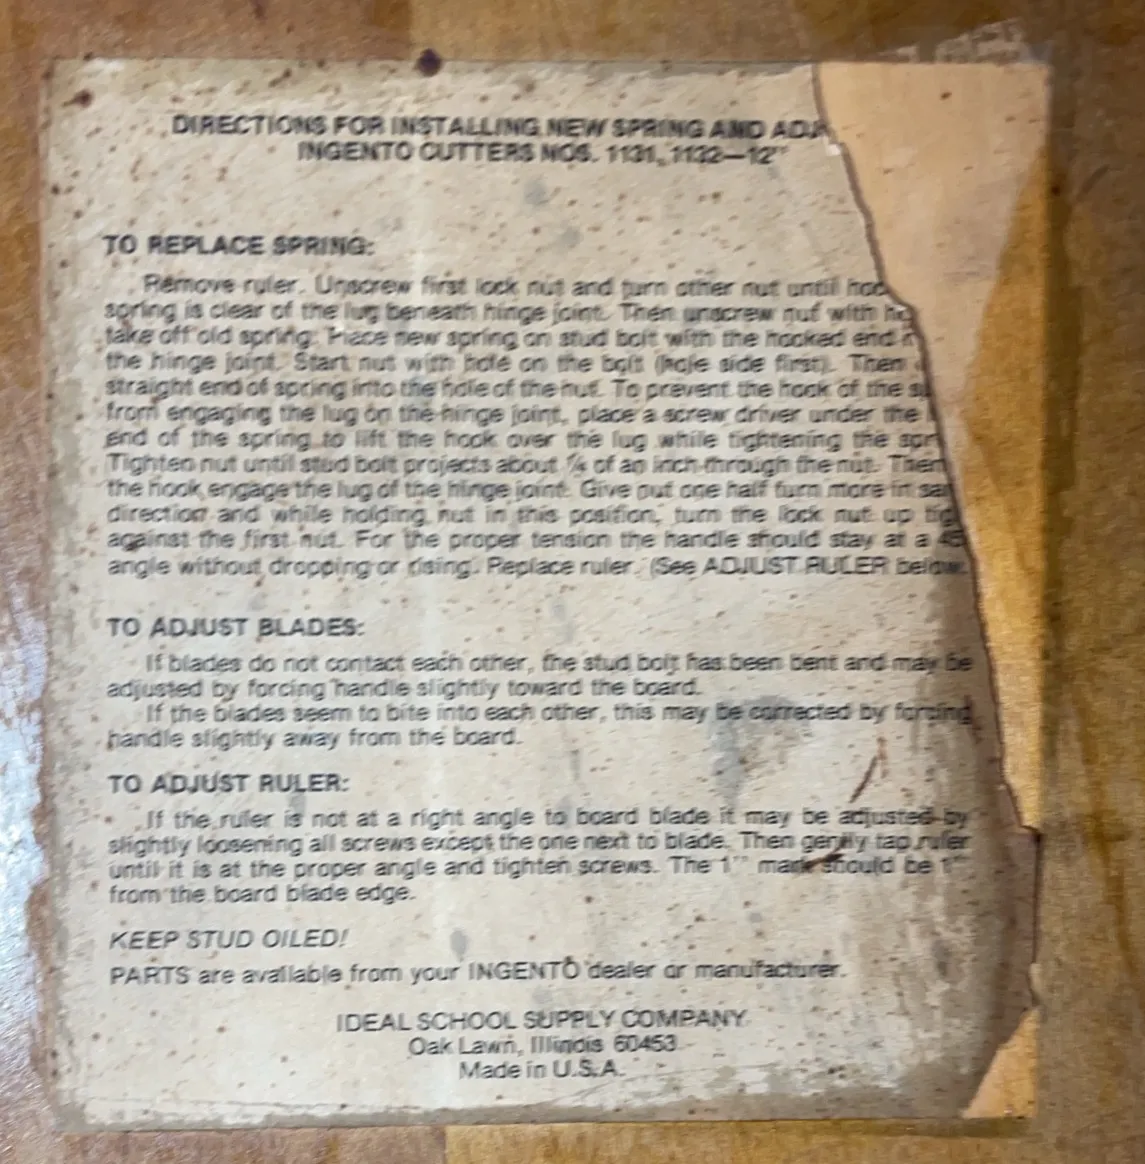 DIRECTIONS FOR INSTALLING NEW SPRING AND ADJ
INGENTO CUTTERS NOS. 1131, 1132—12"
TO REPLACE SPRING:
Remove ruler. Unscrew first lock nut and turn other nut until hoo
spring is clear of the lug beneath hinge joint. Then unscrew nut with ho
take off old spring. Place new spring on stud bolt with the hooked end
the hinge joint. Start nut with hole on the bolt (hole side first). Then
straight end of spring into the hole of the nut. To prevent the hook of the s
from engaging the lug on the hinge joint, place a screw driver under the
end of the spring to lift the hook over the lug while tightening the spr
Tighten nut until stud bolt projects about ¼ of an inch through the nut. Then
the hook engage the lug of the hinge joint. Give nut one half turn more in sa
direction and while holding nut in this position, turn the lock nut up tig
against the first nut. For the proper tension the handle should stay at a 45
angle without dropping or rising. Replace ruler. (See ADJUST RULER below.
TO ADJUST BLADES:
If blades do not contact each other, the stud bolt has been bent and may be
adjusted by forcing handle slightly toward the board.
If the blades seem to bite into each other, this may be corrected by forcing
handle slightly away from the board.
TO ADJUST RULER:
If the ruler is not at a right angle to board blade it may be adjusted by
slightly loosening all screws except the one next to blade. Then gently tap ruler
until it is at the proper angle and tighten screws. The 1" mark should be 1"
from the board blade edge.
KEEP STUD OILED!
PARTS are available from your INGENTO dealer or manufacturer.
IDEAL SCHOOL SUPPLY COMPANY
Oak Lawn, Illinois 60453
Made in U.S.A.